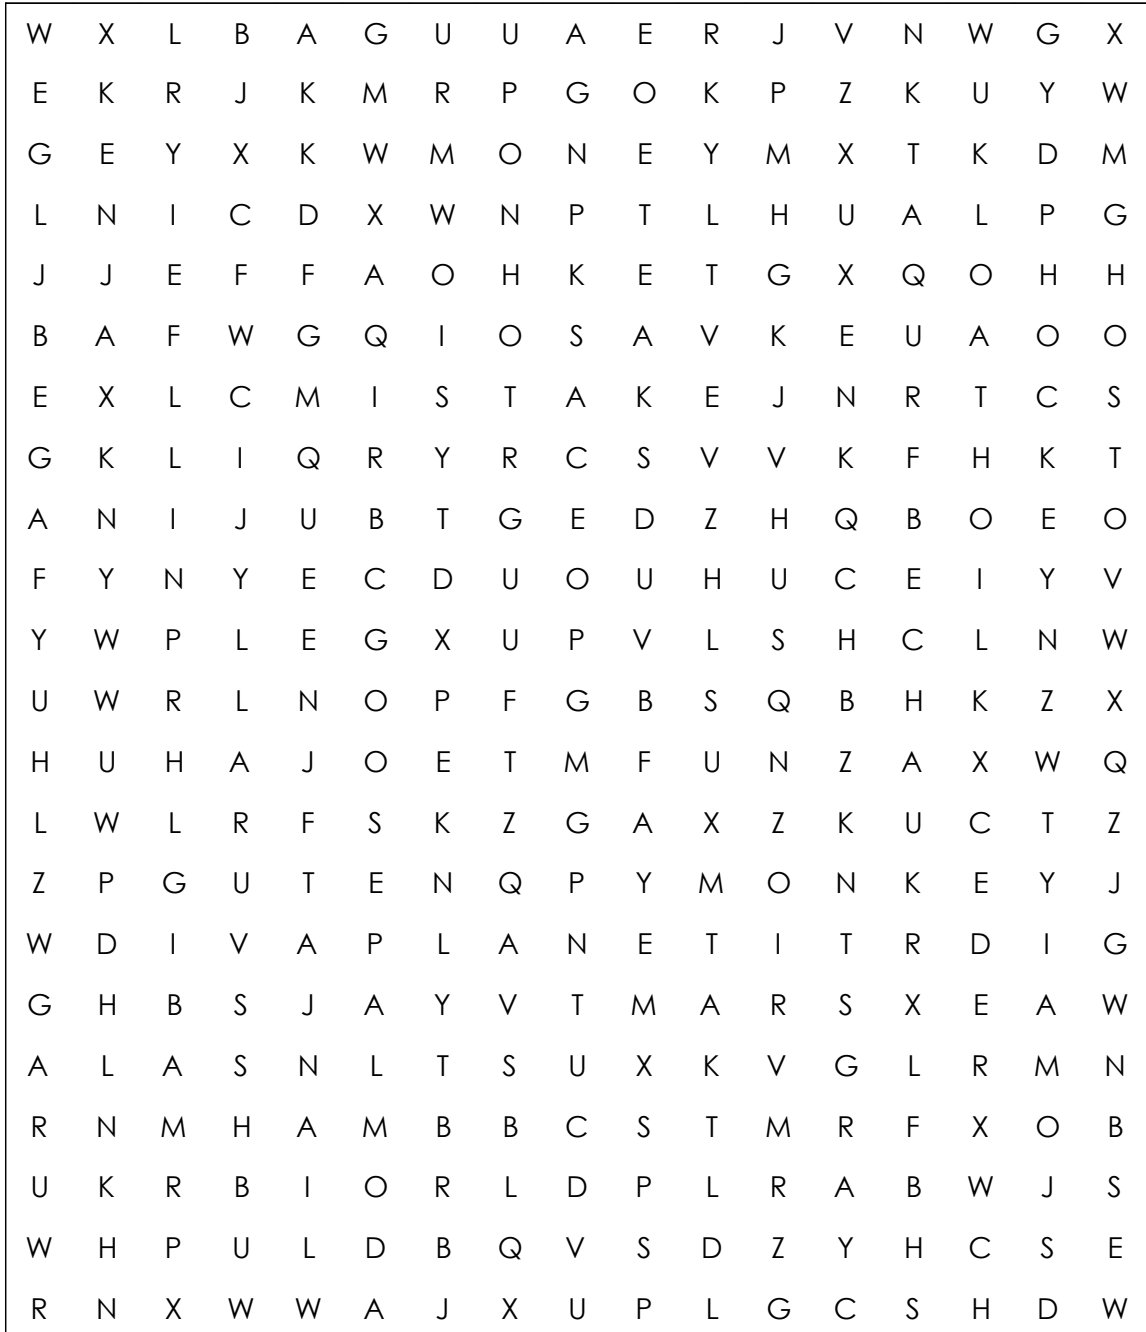 W X L B A G U U A E R J V N W G X
E K R J K M R P G O K P Z K U Y W
G E Y X K W M O N E Y M X T K D M
L N I C D X W N P T L H U A L P G
J J E F F A O H K E T G X Q O H H
B A F W G Q I O S A V K E U A O O
E X L C M I S T A K E J N R T C S
G K L I Q R Y R C S V V K F H K T
A N I J U B T G E D Z H Q B O E O
F Y N Y E C D U O U H U C E I Y V
Y W P L E G X U P V L S H C L N W
U W R L N O P F G B S Q B H K Z X
H U H A J O E T M F U N Z A X W Q
L W L R F S K Z G A X Z K U C T Z
Z P G U T E N Q P Y M O N K E Y J
W D I V A P L A N E T I T R D I G
G H B S J A Y V T M A R S X E A W
A L A S N L T S U X K V G L R M N
R N M H A M B B C S T M R F X O B
U K R B I O R L D P L R A B W J S
W H P U L D B Q V S D Z Y H C S E
R N X W W A J X U P L G C S H D W